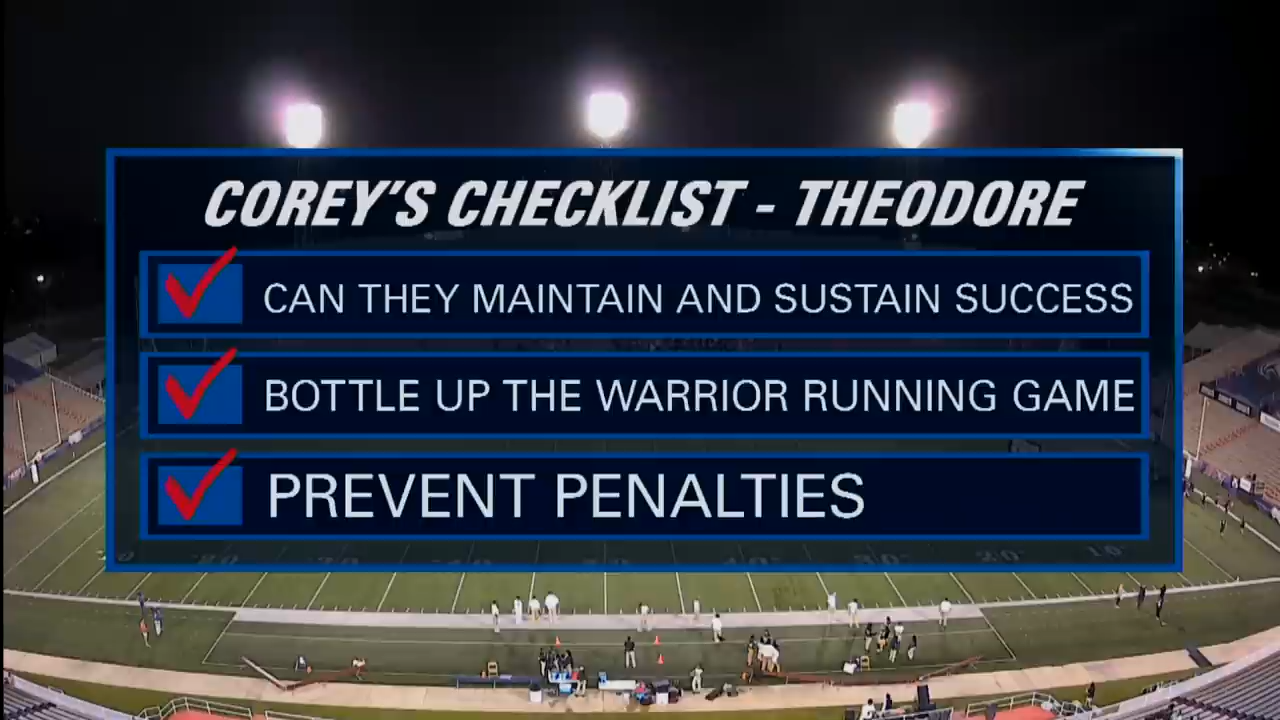 COREY'S CHECKLIST - THEODORE
CAN THEY MAINTAIN AND SUSTAIN SUCCESS
BOTTLE UP THE WARRIOR RUNNING GAME
PREVENT PENALTIES